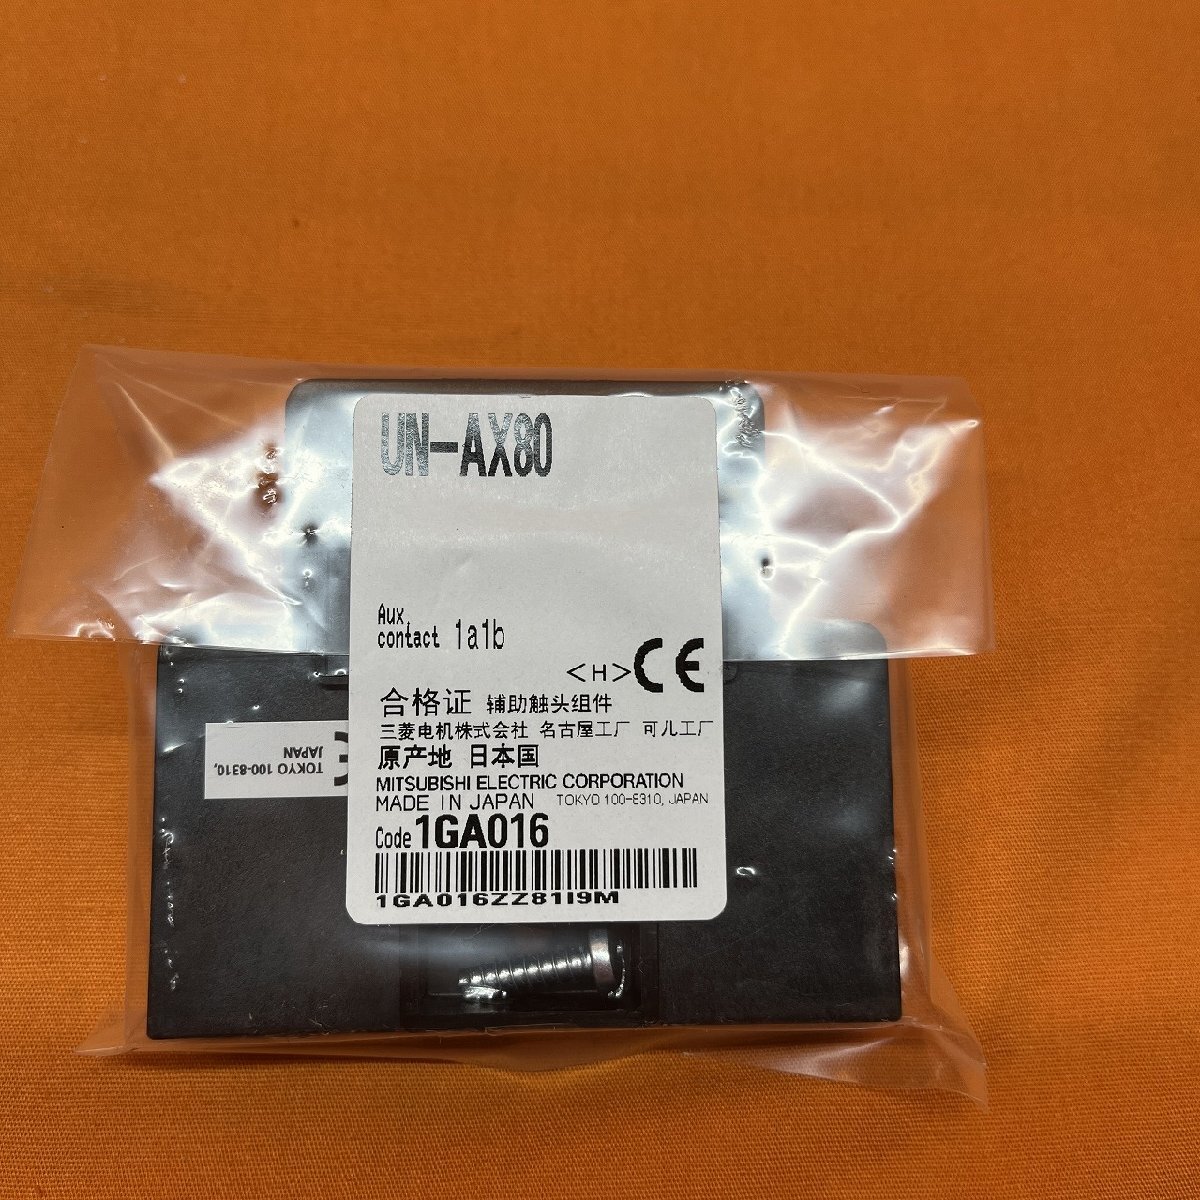 UN-AX80
Aux.
contact 1a1b
<H> CE
合格证 辅助触头组件
三菱电机株式会社 名古屋工厂 可儿工厂
原产地 日本国
MITSUBISHI ELECTRIC CORPORATION
MADE IN JAPAN TOKYO 100-8310, JAPAN
Code 1GA016
1GA016ZZ81I9M
CE
TOKYO 100-8310,
JAPAN